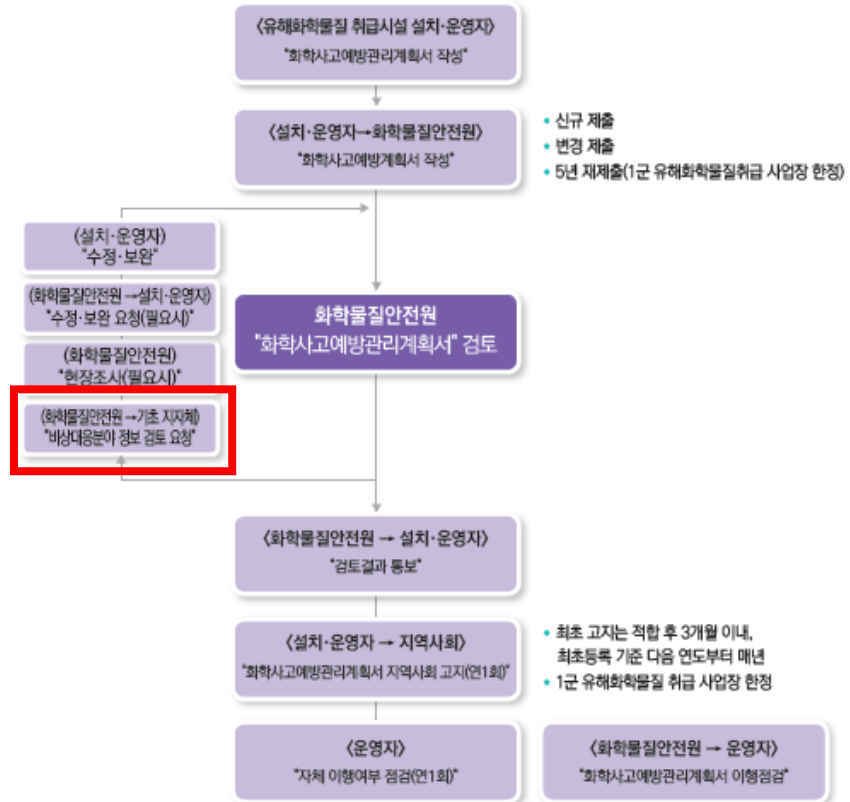 〈유해화학물질 취급시설 설치·운영자〉
"화학사고예방관리계획서 작성"
〈설치·운영자→화학물질안전원〉
"화학사고예방계획서 작성"
• 신규 제출
• 변경 제출
• 5년 재제출(1군 유해화학물질취급 사업장 한정)
(설치·운영자)
"수정·보완"
(화학물질안전원→설치·운영자)
"수정·보완 요청(필요시)"
(화학물질안전원)
"현장조사(필요시)"
(화학물질안전원→기초 지자체)
"비상대응분야 정보 검토 요청"
화학물질안전원
"화학사고예방관리계획서" 검토
〈화학물질안전원 → 설치·운영자〉
"검토결과 통보"
〈설치·운영자 → 지역사회〉
"화학사고예방관리계획서 지역사회 고지(연1회)"
• 최초 고지는 적합 후 3개월 이내,
최초등록 기준 다음 연도부터 매년
• 1군 유해화학물질 취급 사업장 한정
〈운영자〉
"자체 이행여부 점검(연1회)"
〈화학물질안전원 → 운영자〉
"화학사고예방관리계획서 이행점검"